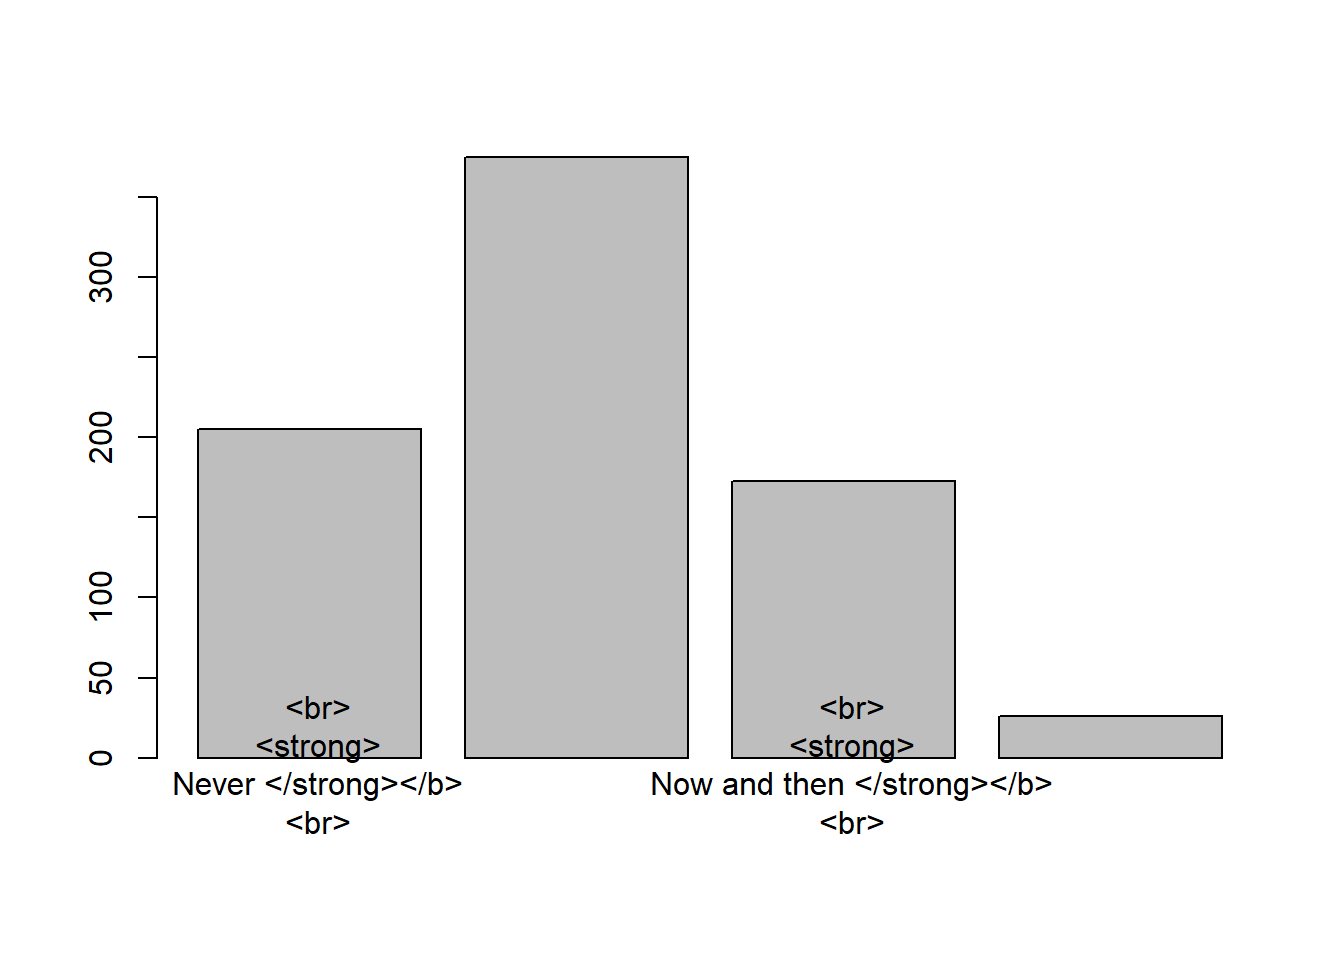 300
200
100
50
0
<br>
<strong>
Never </strong></b>
<br>
<br>
<strong>
Now and then </strong></b>
<br>